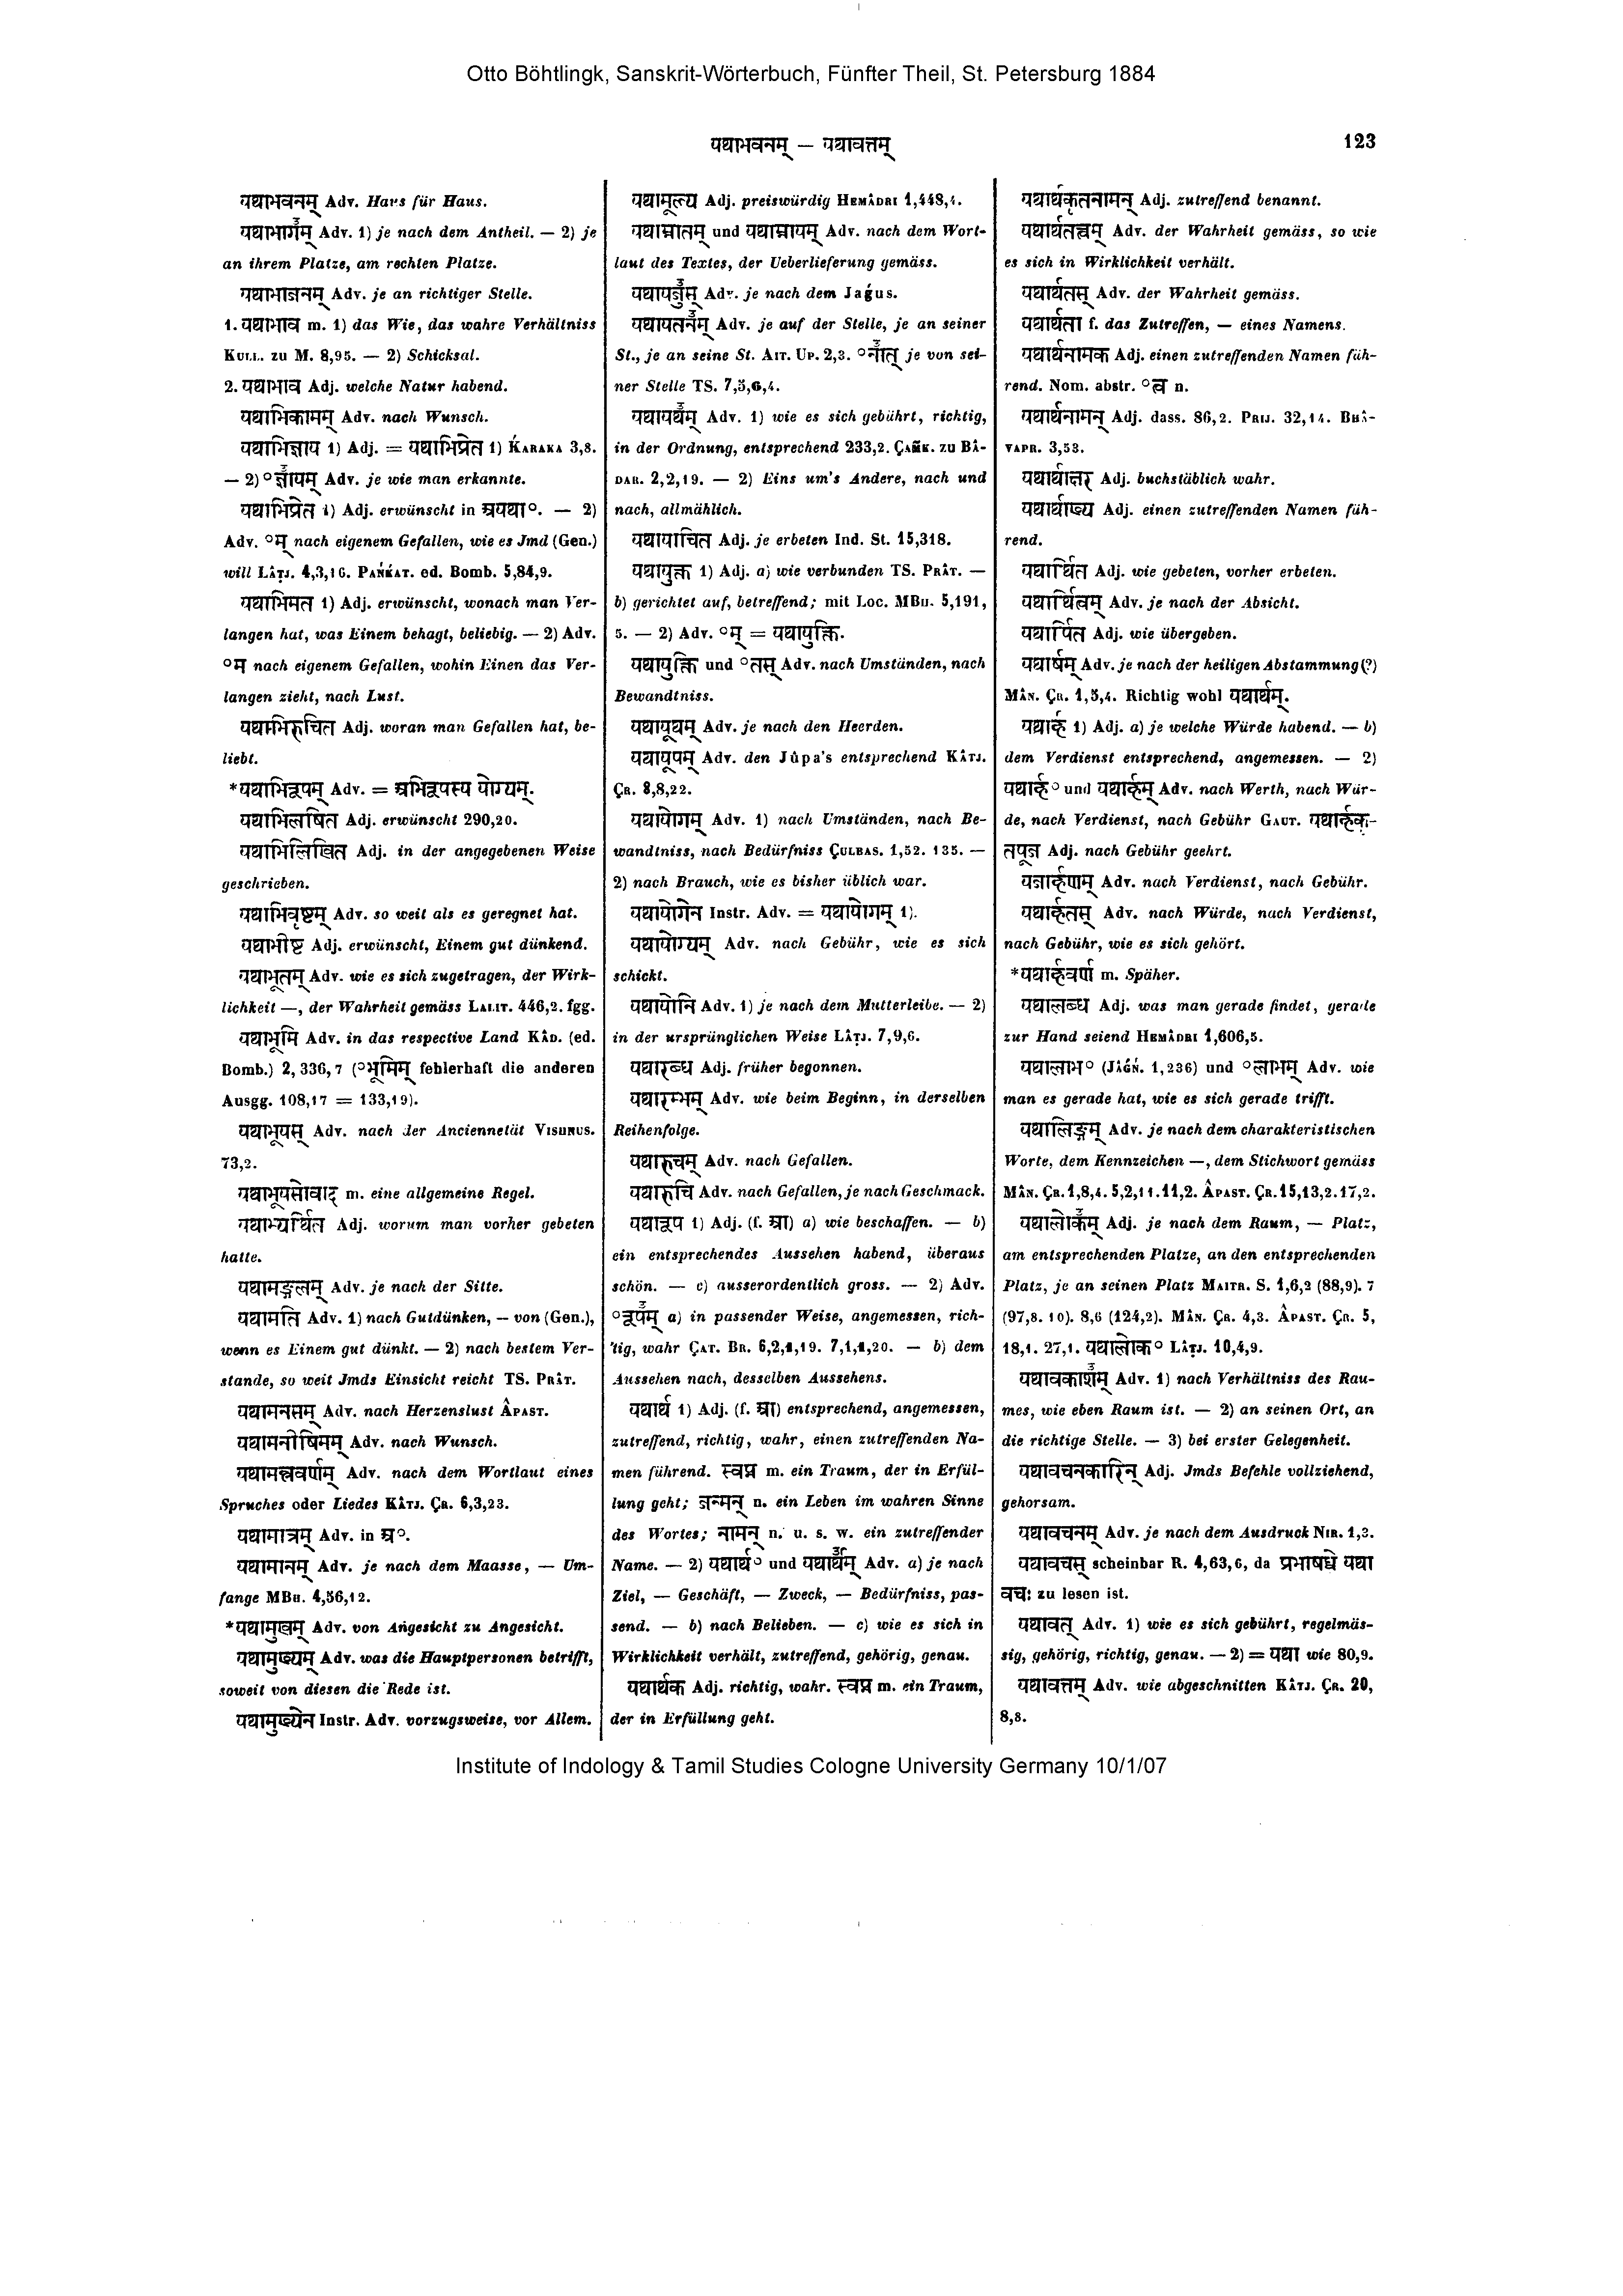 Otto Böhtlingk, Sanskrit-Wörterbuch, Fünfter Theil, St. Petersburg 1884
यथाभवनम् — यथावत्तम्
123
यथाभवनम् Adv. Haus für Haus.
यथाभागम् Adv. 1) je nach dem Antheil. — 2) je
an ihrem Platze, am rechten Platze.
यथाभाजनम् Adv. je an richtiger Stelle.
1. यथाभाव m. 1) das Wie, das wahre Verhältniss
KULL. zu M. 8,95. — 2) Schicksal.
2. यथाभाव Adj. welche Natur habend.
यथाभिकामम् Adv. nach Wunsch.
यथाभिज्ञाय 1) Adj. = यथाभिप्रेत 1) ḰARAKA 3,8.
— 2) °ज्ञायम् Adv. je wie man erkannte.
यथाभिप्रेत 1) Adj. erwünscht in अयथा°. — 2)
Adv. °म् nach eigenem Gefallen, wie es Jmd (Gen.)
will LÂṬJ. 4,3,16. PAŃḰAT. ed. Bomb. 5,84,9.
यथाभिमत 1) Adj. erwünscht, wonach man Ver-
langen hat, was Einem behagt, beliebig. — 2) Adv.
°म् nach eigenem Gefallen, wohin Einen das Ver-
langen zieht, nach Lust.
यथाभिरुचित Adj. woran man Gefallen hat, be-
liebt.
*यथाभिरूपम् Adv. = अभिरूपस्य योग्यम्.
यथाभिलषित Adj. erwünscht 290,20.
यथाभिलिखित Adj. in der angegebenen Weise
geschrieben.
यथाभिवृष्टम् Adv. so weit als es geregnet hat.
यथाभीष्ट Adj. erwünscht, Einem gut dünkend.
यथाभूतम् Adv. wie es sich zugetragen, der Wirk-
lichkeit —, der Wahrheit gemäss LALIT. 446,2. fgg.
यथाभूमि Adv. in das respective Land KÂD. (ed.
Bomb.) 2, 336,7 (°भूमिम् fehlerhaft die anderen
Ausgg. 108,17 = 133,19).
यथाभूयस् Adv. nach der Anciennetät VISHṆUS.
73,2.
यथाभूयसोवाद् m. eine allgemeine Regel.
यथाभ्यर्थित Adj. worum man vorher gebeten
hatte.
यथामङ्गलम् Adv. je nach der Sitte.
यथामति Adv. 1) nach Gutdünken, — von (Gen.),
wenn es Einem gut dünkt. — 2) nach bestem Ver-
stande, so weit Jmds Einsicht reicht TS. PRÂT.
यथामनसम् Adv. nach Herzenslust ÂPAST.
यथामनीषितम् Adv. nach Wunsch.
यथामन्त्रवर्णम् Adv. nach dem Wortlaut eines
Spruches oder Liedes KÂTJ. ÇR. 6,3,23.
यथामात्रम् Adv. in अ°.
यथामानम् Adv. je nach dem Maasse, — Um-
fange MBH. 4,56,12.
*यथामुखम् Adv. von Angesicht zu Angesicht.
यथामुख्यम् Adv. was die Hauptpersonen betrifft,
soweit von diesen die Rede ist.
यथामुख्येन Instr. Adv. vorzugsweise, vor Allem.
यथामूल्य Adj. preiswürdig HEMÂDRI 1,448,4.
यथाम्नातम् und यथाम्नायम् Adv. nach dem Wort-
laut des Textes, der Ueberlieferung gemäss.
यथायजुस् Adv. je nach dem Jaǵus.
यथायतनम् Adv. je auf der Stelle, je an seiner
St., je an seine St. AIT. UP. 2,3. °नात् je von sei-
ner Stelle TS. 7,5,6,4.
यथायथम् Adv. 1) wie es sich gebührt, richtig,
in der Ordnung, entsprechend 233,2. ÇAṂK. zu BÂ-
DAR. 2,2,19. — 2) Eins um's Andere, nach und
nach, allmählich.
यथायाचित Adj. je erbeten Ind. St. 15,318.
यथायुक्त 1) Adj. a) wie verbunden TS. PRÂT. —
b) gerichtet auf, betreffend; mit Loc. MBH. 5,191,
5. — 2) Adv. °म् = यथायुक्ति.
यथायुक्ति und °तस् Adv. nach Umständen, nach
Bewandtniss.
यथायूथम् Adv. je nach den Heerden.
यथायूपम् Adv. den Jûpa's entsprechend KÂTJ.
ÇR. 8,8,22.
यथायोगम् Adv. 1) nach Umständen, nach Be-
wandtniss, nach Bedürfniss ÇULBAS. 1,52. 135. —
2) nach Brauch, wie es bisher üblich war.
यथायोगेन Instr. Adv. = यथायोगम् 1).
यथायोग्यम् Adv. nach Gebühr, wie es sich
schickt.
यथायोनि Adv. 1) je nach dem Mutterleibe. — 2)
in der ursprünglichen Weise LÂṬJ. 7,9,6.
यथारब्ध Adj. früher begonnen.
यथारम्भम् Adv. wie beim Beginn, in derselben
Reihenfolge.
यथारुचम् Adv. nach Gefallen.
यथारुचि Adv. nach Gefallen, je nach Geschmack.
यथारूप 1) Adj. (f. आ) a) wie beschaffen. — b)
ein entsprechendes Aussehen habend, überaus
schön. — c) ausserordentlich gross. — 2) Adv.
°रूपम् a) in passender Weise, angemessen, rich-
tig, wahr ÇAT. BR. 6,2,1,19. 7,1,1,20. — b) dem
Aussehen nach, desselben Aussehens.
यथार्थ 1) Adj. (f. आ) entsprechend, angemessen,
zutreffend, richtig, wahr, einen zutreffenden Na-
men führend. स्वप्न m. ein Traum, der in Erfül-
lung geht; जन्मन् n. ein Leben im wahren Sinne
des Wortes; नामन् n. u. s. w. ein zutreffender
Name. — 2) यथार्थ° und यथार्थम् Adv. a) je nach
Ziel, — Geschäft, — Zweck, — Bedürfniss, pas-
send. — b) nach Belieben. — c) wie es sich in
Wirklichkeit verhält, zutreffend, gehörig, genau.
यथार्थक Adj. richtig, wahr. स्वप्न m. ein Traum,
der in Erfüllung geht.
यथार्थकृतनामन् Adj. zutreffend benannt.
यथार्थतत्त्वम् Adv. der Wahrheit gemäss, so wie
es sich in Wirklichkeit verhält.
यथार्थतस् Adv. der Wahrheit gemäss.
यथार्थता f. das Zutreffen, — eines Namens.
यथार्थनामक Adj. einen zutreffenden Namen füh-
rend. Nom. abstr. °त्व n.
यथार्थनामन् Adj. dass. 86,2. PRIJ. 32,14. BHÂ-
VAPR. 3,53.
यथार्थाक्षर Adj. buchstäblich wahr.
यथार्थाख्य Adj. einen zutreffenden Namen füh-
rend.
यथार्थित Adj. wie gebeten, vorher erbeten.
यथार्थित्वम् Adv. je nach der Absicht.
यथार्पित Adj. wie übergeben.
यथार्षम् Adv. je nach der heiligen Abstammung (?)
MÂN. ÇR. 1,5,4. Richtig wohl यथार्थम्.
यथार्ह 1) Adj. a) je welche Würde habend. — b)
dem Verdienst entsprechend, angemessen. — 2)
यथार्ह° und यथार्हम् Adv. nach Werth, nach Wür-
de, nach Verdienst, nach Gebühr GAUT. यथार्हकृ-
तपूज Adj. nach Gebühr geehrt.
यथार्हणम् Adv. nach Verdienst, nach Gebühr.
यथार्हतस् Adv. nach Würde, nach Verdienst,
nach Gebühr, wie es sich gehört.
*यथार्हवर्ण m. Späher.
यथालब्ध Adj. was man gerade findet, gerade
zur Hand seiend HEMÂDRI 1,606,5.
यथालाभ° (JÂǴŃ. 1,236) und °लाभम् Adv. wie
man es gerade hat, wie es sich gerade trifft.
यथालिङ्गम् Adv. je nach dem charakteristischen
Worte, dem Kennzeichen —, dem Stichwort gemäss
MÂN. ÇR. 1,8,4. 5,2,11. 11,2. ÂPAST. ÇR. 15,13,2. 17,2.
यथालोकम् Adj. je nach dem Raum, — Platz,
am entsprechenden Platze, an den entsprechenden
Platz, je an seinen Platz MAITR. S. 1,6,2 (88,9). 7
(97,8. 10). 8,6 (124,2). MÂN. ÇR. 4,3. ÂPAST. ÇR. 5,
18,1. 27,1. यथालोक° LÂṬJ. 10,4,9.
यथावकाशम् Adv. 1) nach Verhältniss des Rau-
mes, wie eben Raum ist. — 2) an seinen Ort, an
die richtige Stelle. — 3) bei erster Gelegenheit.
यथावचनकारिन् Adj. Jmds Befehle vollziehend,
gehorsam.
यथावचनम् Adv. je nach dem Ausdruck NIR. 1,3.
यथावचस् scheinbar R. 4,63,6, da प्रभाषधे यथा
वचः zu lesen ist.
यथावत् Adv. 1) wie es sich gebührt, regelmäs-
sig, gehörig, richtig, genau. — 2) = यथा wie 80,9.
यथावत्तम् Adv. wie abgeschnitten KÂTJ. ÇR. 20,
8,8.
Institute of Indology & Tamil Studies Cologne University Germany 10/1/07